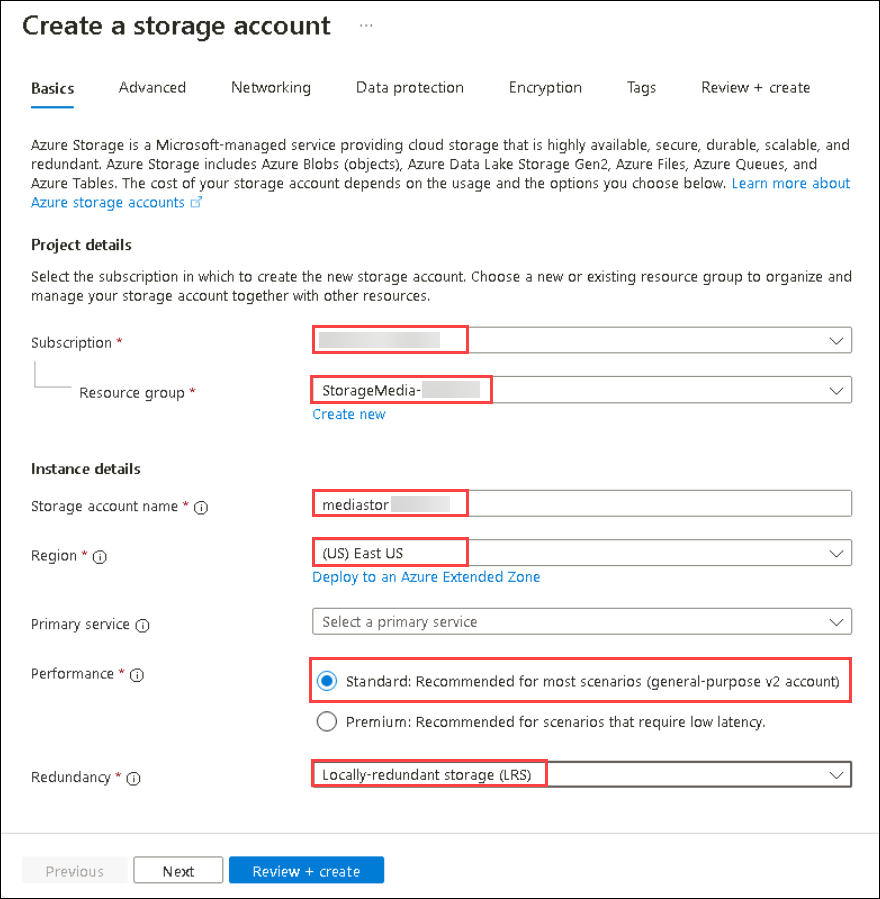 Create a storage account ...
Basics Advanced Networking Data protection Encryption Tags Review + create
Azure Storage is a Microsoft-managed service providing cloud storage that is highly available, secure, durable, scalable, and
redundant. Azure Storage includes Azure Blobs (objects), Azure Data Lake Storage Gen2, Azure Files, Azure Queues, and
Azure Tables. The cost of your storage account depends on the usage and the options you choose below. Learn more about
Azure storage accounts
Project details
Select the subscription in which to create the new storage account. Choose a new or existing resource group to organize and
manage your storage account together with other resources.
Subscription *
Resource group * StorageMedia-
Create new
Instance details
Storage account name * mediastor
Region * (US) East US
Deploy to an Azure Extended Zone
Primary service Select a primary service
Performance * Standard: Recommended for most scenarios (general-purpose v2 account)
Premium: Recommended for scenarios that require low latency.
Redundancy * Locally-redundant storage (LRS)
Previous Next Review + create